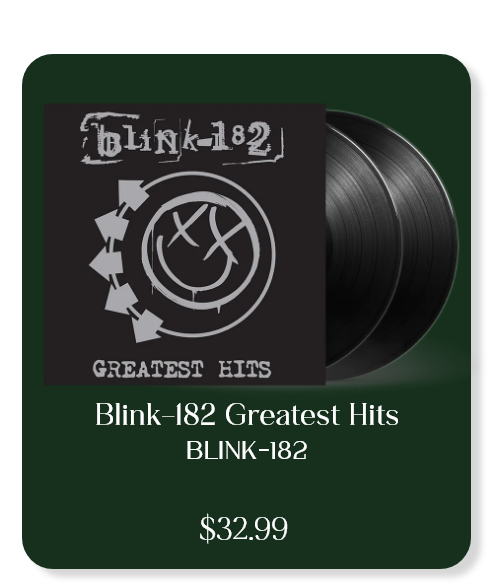 blink-182
GREATEST HITS
Blink-182 Greatest Hits
BLINK-182
$32.99